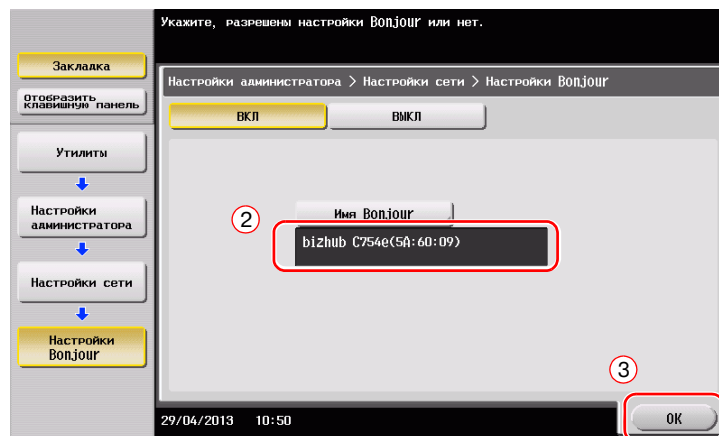 Укажите, разрешены настройки Bonjour или нет.
Закладка
Отобразить
клавишную панель
Настройки администратора > Настройки сети > Настройки Bonjour
ВКЛ
ВЫКЛ
Утилиты
Настройки
администратора
Настройки сети
Настройки
Bonjour
2
Имя Bonjour
bizhub C754e(5A:60:09)
3
29/04/2013 10:50
OK